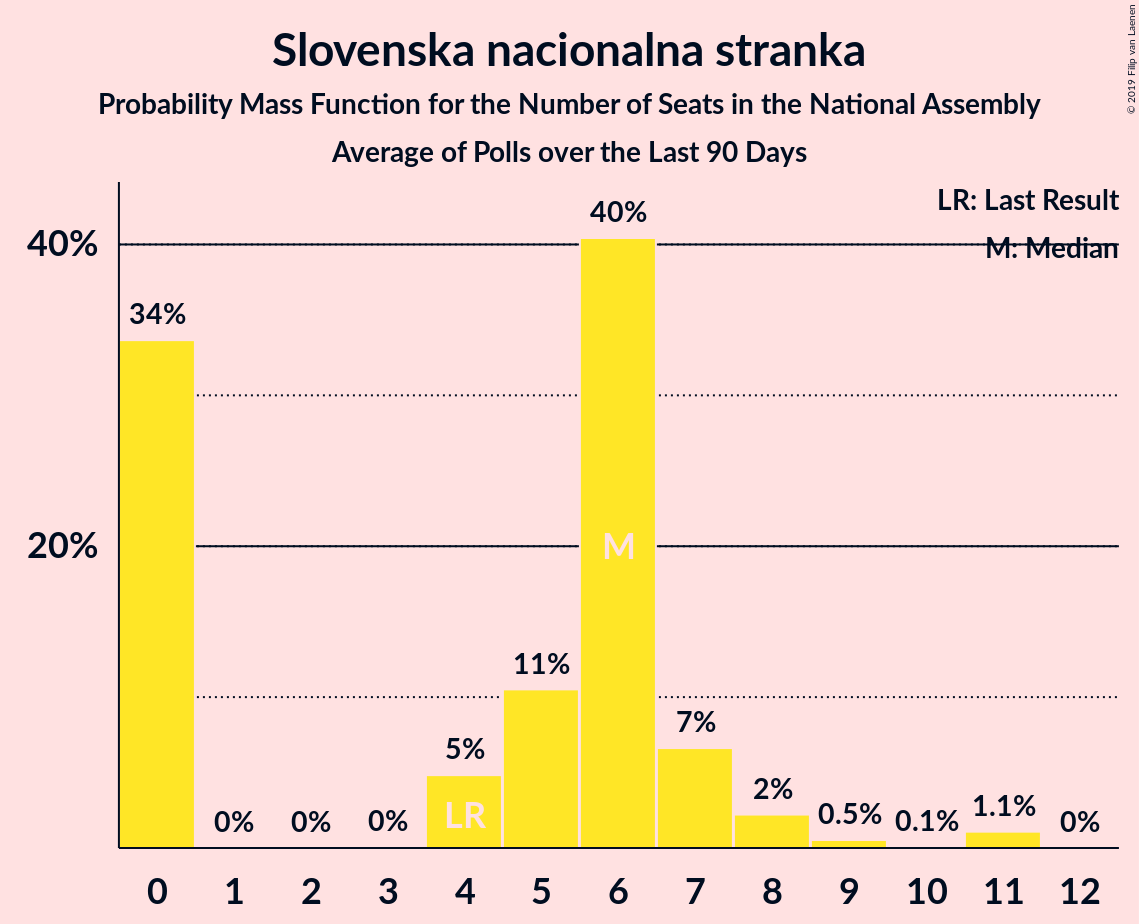 Slovenska nacionalna stranka
Probability Mass Function for the Number of Seats in the National Assembly
Average of Polls over the Last 90 Days
© 2019 Filip van Laenen
LR: Last Result
M: Median
40%
20%
34%
0%
0%
0%
5%
11%
40%
7%
2%
0.5%
0.1%
1.1%
0%
LR
M
0 1 2 3 4 5 6 7 8 9 10 11 12